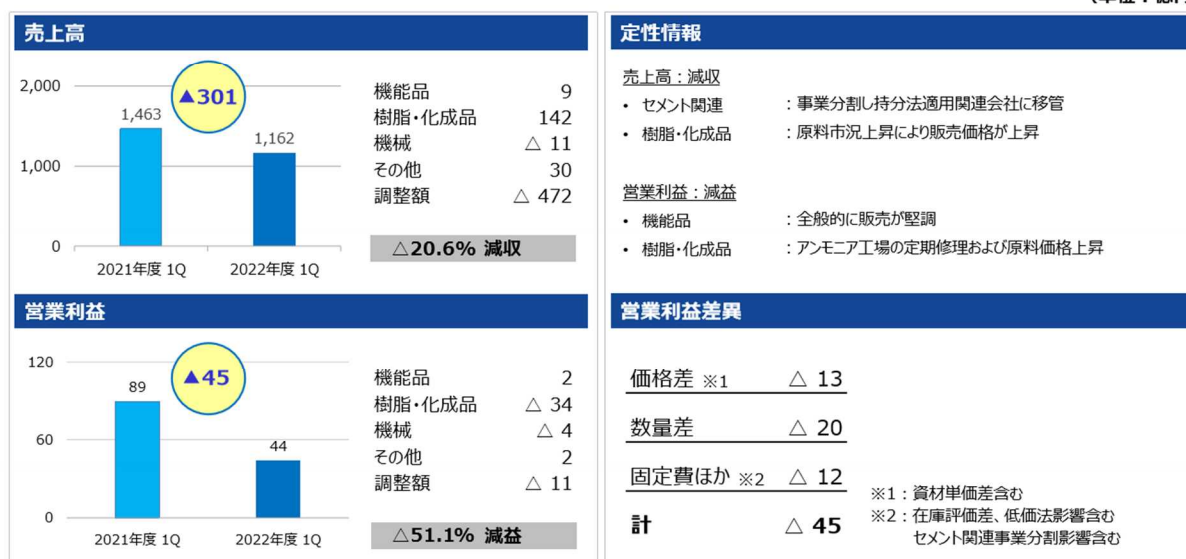 売上高
▲301
2,000
1,463
1,162
1,000
0
2021年度 1Q
2022年度 1Q
機能品 9
樹脂・化成品 142
機械 △ 11
その他 30
調整額 △ 472
△20.6% 減収
定性情報
売上高：減収
• セメント関連 ：事業分割し持分法適用関連会社に移管
• 樹脂・化成品 ：原料市況上昇により販売価格が上昇
営業利益：減益
• 機能品 ：全般的に販売が堅調
• 樹脂・化成品 ：アンモニア工場の定期修理および原料価格上昇
営業利益
▲45
120
89
60
44
0
2021年度 1Q
2022年度 1Q
機能品 2
樹脂・化成品 △ 34
機械 △ 4
その他 2
調整額 △ 11
△51.1% 減益
営業利益差異
価格差 ※1 △ 13
数量差 △ 20
固定費ほか ※2 △ 12
計 △ 45
※1：資材単価差含む
※2：在庫評価差、低価法影響含む
セメント関連事業分割影響含む